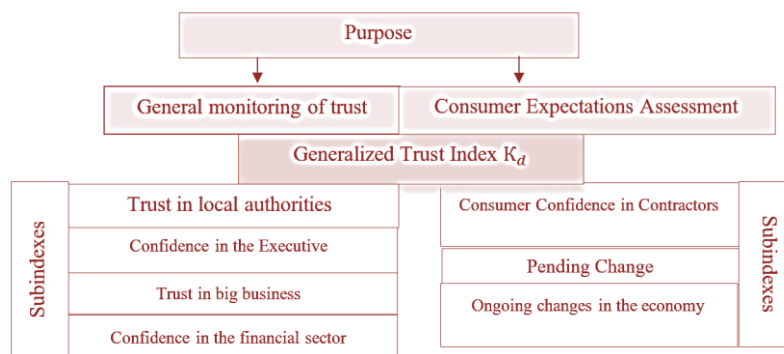 Purpose
General monitoring of trust
Consumer Expectations Assessment
Generalized Trust Index K_d
Subindexes
Trust in local authorities
Confidence in the Executive
Trust in big business
Confidence in the financial sector
Consumer Confidence in Contractors
Pending Change
Ongoing changes in the economy
Subindexes